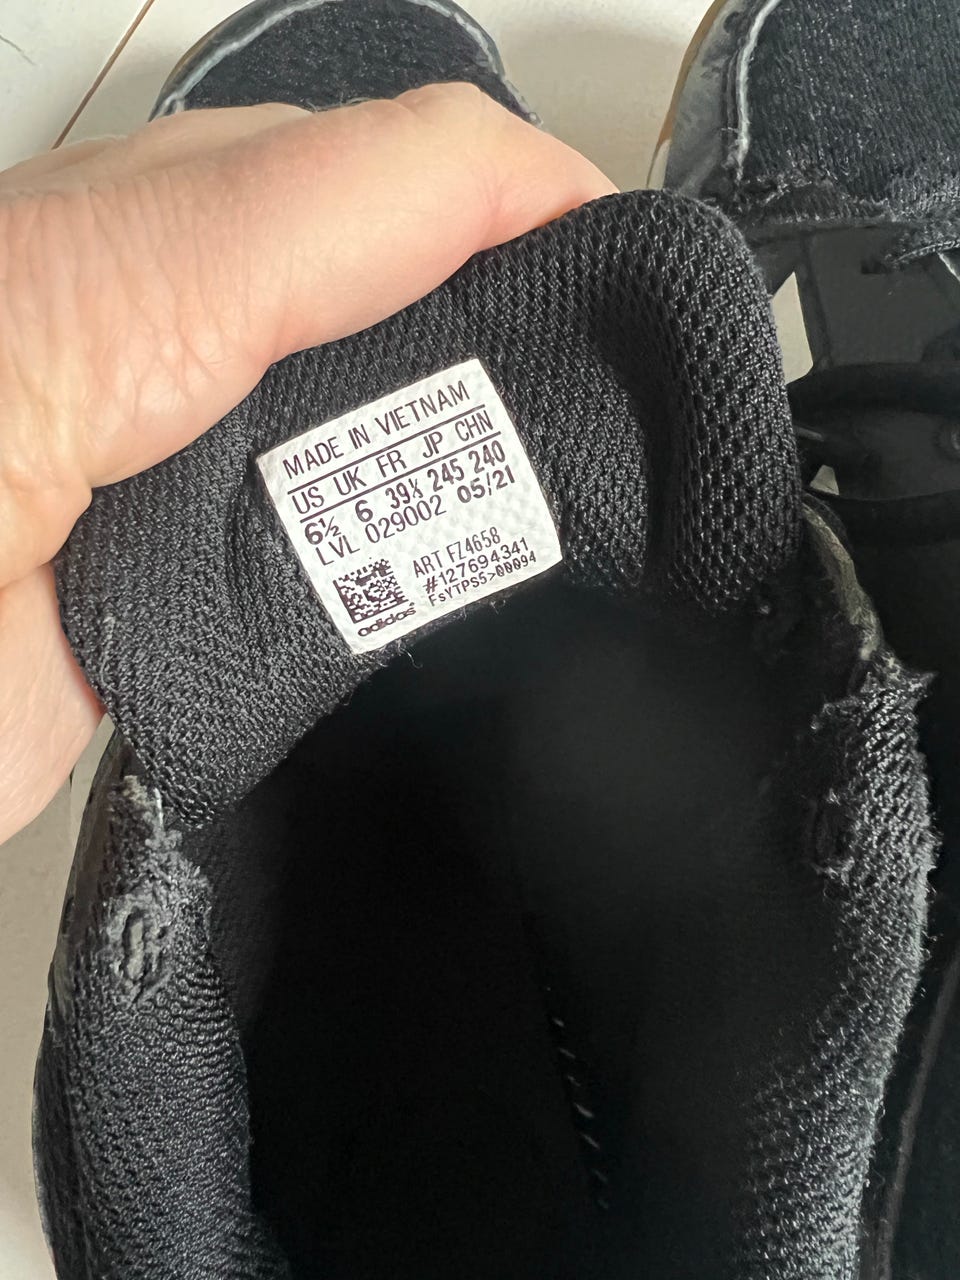 MADE IN VIETNAM
US UK FR JP CHN
6½ 6 39⅓ 245 240
LVL 029002 05/21
ART FZ4658
#127694341
FsYTPS5>00094
adidas